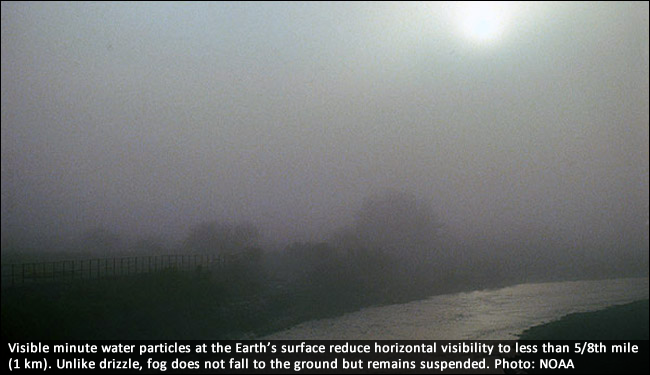 Visible minute water particles at the Earth's surface reduce horizontal visibility to less than 5/8th mile
(1 km). Unlike drizzle, fog does not fall to the ground but remains suspended. Photo: NOAA